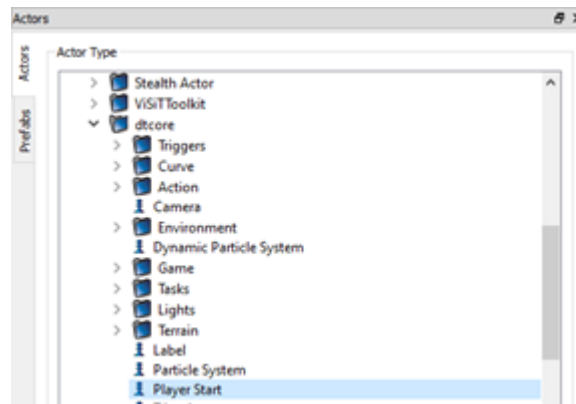 Actors
Actors
Prefabs
Actor Type
Stealth Actor
ViSITToolkit
dtcore
Triggers
Curve
Action
Camera
Environment
Dynamic Particle System
Game
Tasks
Lights
Terrain
Label
Particle System
Player Start